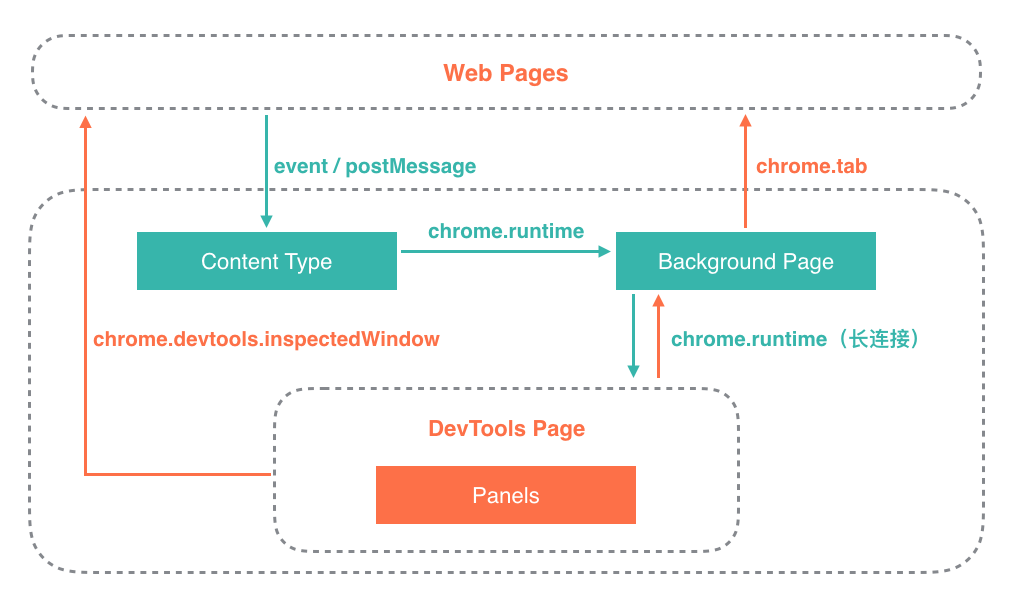 Web Pages
event / postMessage
chrome.tab
chrome.runtime
Content Type
Background Page
chrome.devtools.inspectedWindow
chrome.runtime（长连接）
DevTools Page
Panels